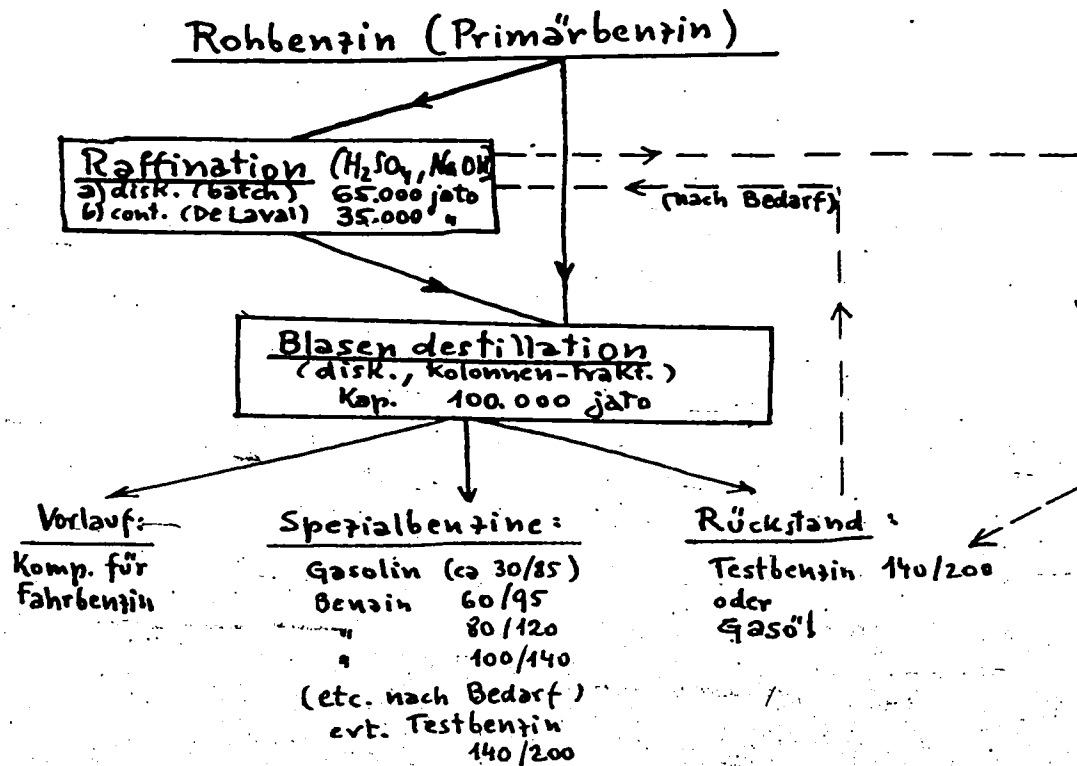 Rohbenzin (Primärbenzin)
Raffination (H₂SO₄, NaOH)
a) disk. (batch) 65.000 jato
b) cont. (De Laval) 35.000 "
(nach Bedarf)
Blasendestillation
(disk., Kolonnen-Frakt.)
Kap. 100.000 jato
Vorlauf:
Komp. für
Fahrbenzin
Spezialbenzine:
Gasolin (ca 30/85)
Benzin 60/95
" 80/120
" 100/140
(etc. nach Bedarf)
evt. Testbenzin
140/200
Rückstand:
Testbenzin 140/200
oder
Gasöl